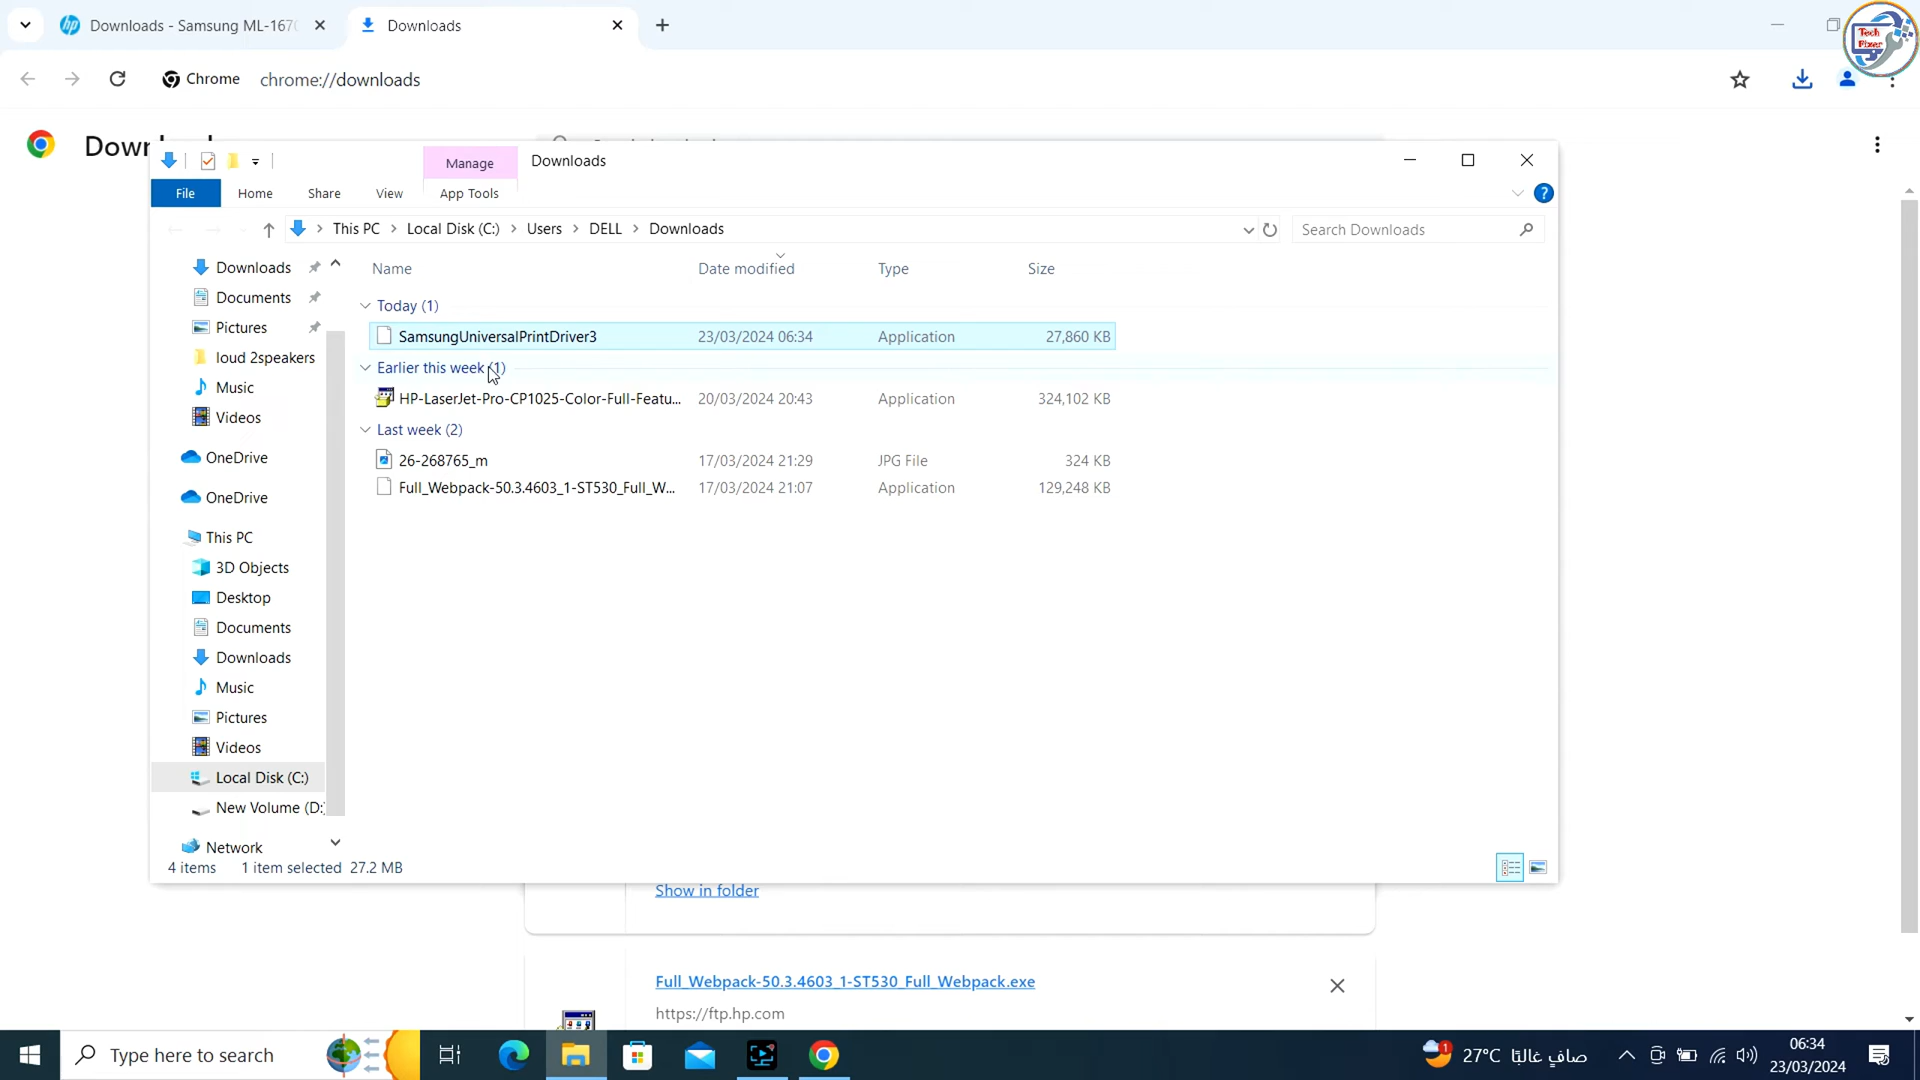 Downloads - Samsung ML-1670
Downloads
Tech Fixer
Chrome
chrome://downloads
Manage
Downloads
File
Home
Share
View
App Tools
This PC > Local Disk (C:) > Users > DELL > Downloads
Search Downloads
Name
Date modified
Type
Size
Downloads
Documents
Pictures
loud 2speakers
Music
Videos
OneDrive
OneDrive
This PC
3D Objects
Desktop
Documents
Downloads
Music
Pictures
Videos
Local Disk (C:)
New Volume (D:)
Network
Today (1)
SamsungUniversalPrintDriver3 23/03/2024 06:34 Application 27,860 KB
Earlier this week (1)
HP-LaserJet-Pro-CP1025-Color-Full-Featu... 20/03/2024 20:43 Application 324,102 KB
Last week (2)
26-268765_m 17/03/2024 21:29 JPG File 324 KB
Full_Webpack-50.3.4603_1-ST530_Full_W... 17/03/2024 21:07 Application 129,248 KB
4 items 1 item selected 27.2 MB
Show in folder
Full_Webpack-50.3.4603_1-ST530_Full_Webpack.exe
https://ftp.hp.com
Type here to search
27°C صافٍ غالبًا
06:34
23/03/2024